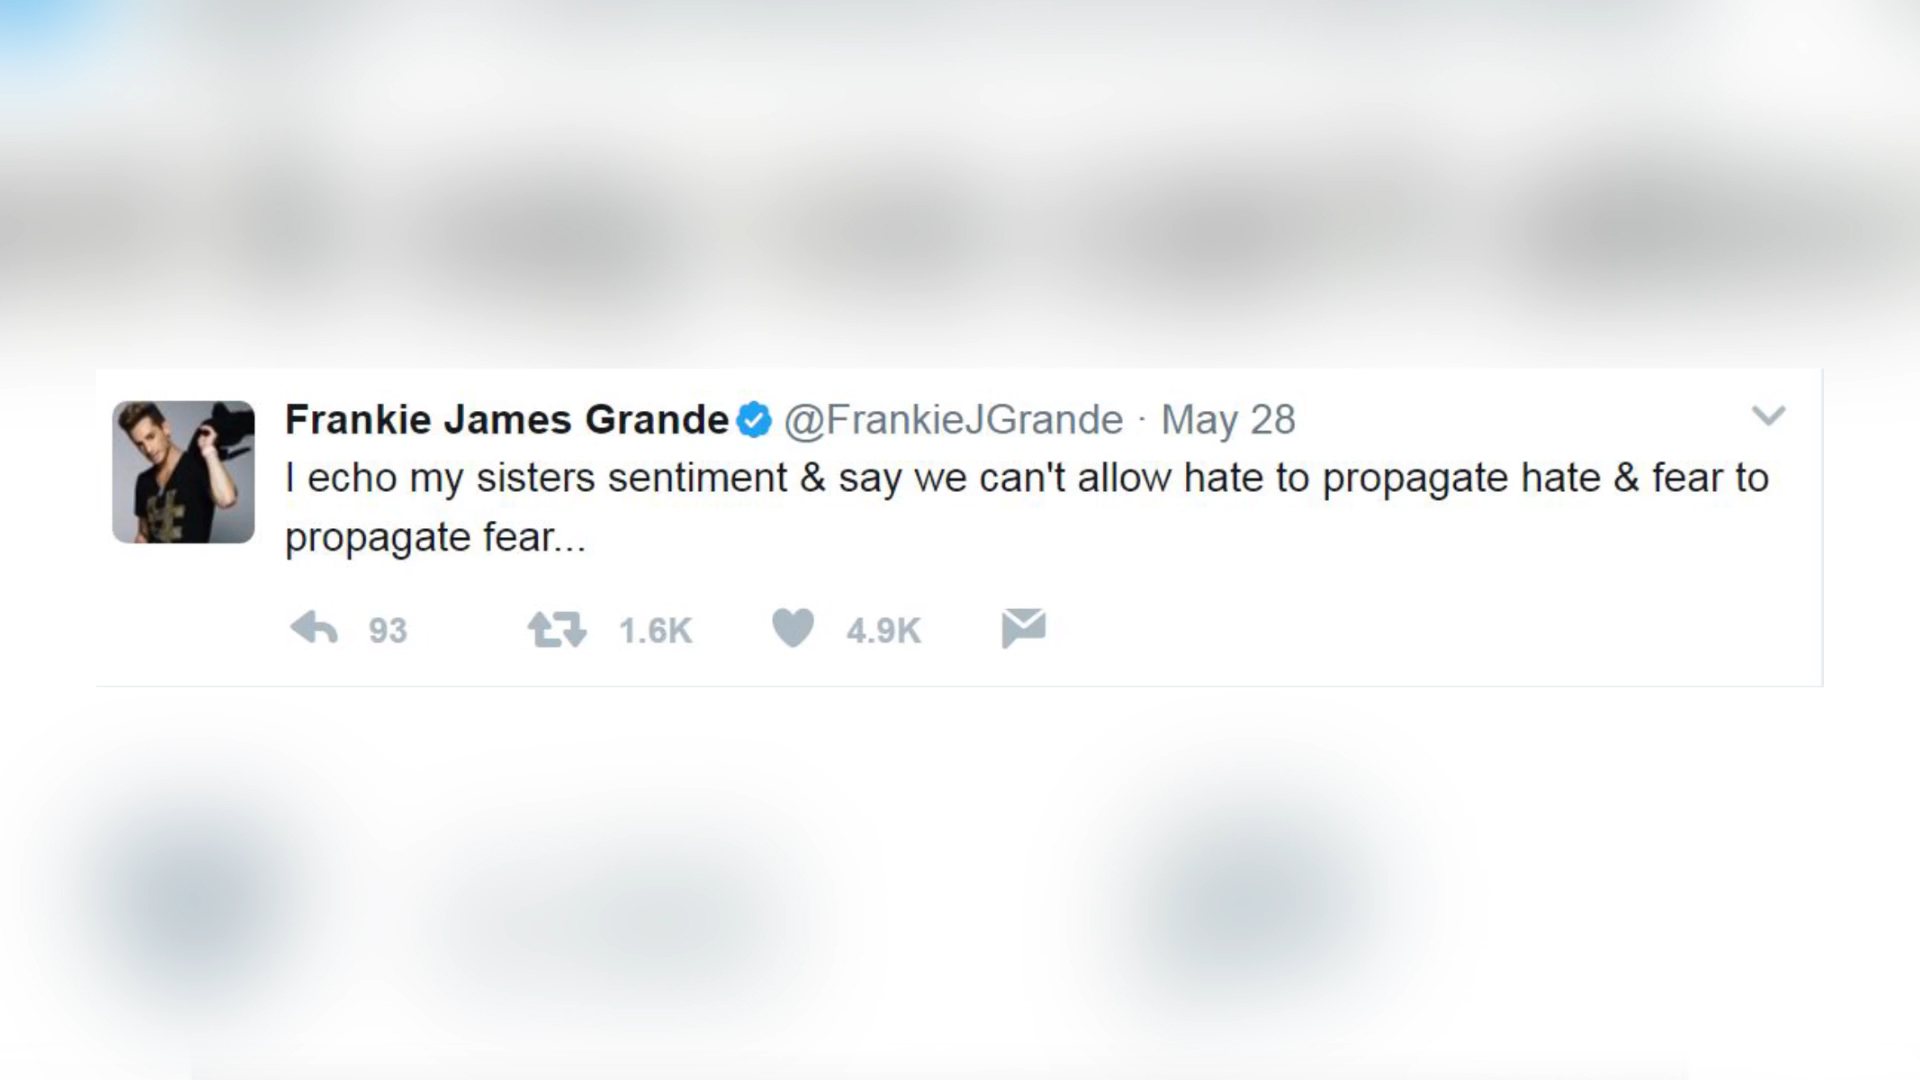 Frankie James Grande @FrankieJGrande · May 28
I echo my sisters sentiment & say we can't allow hate to propagate hate & fear to
propagate fear...
93 1.6K 4.9K